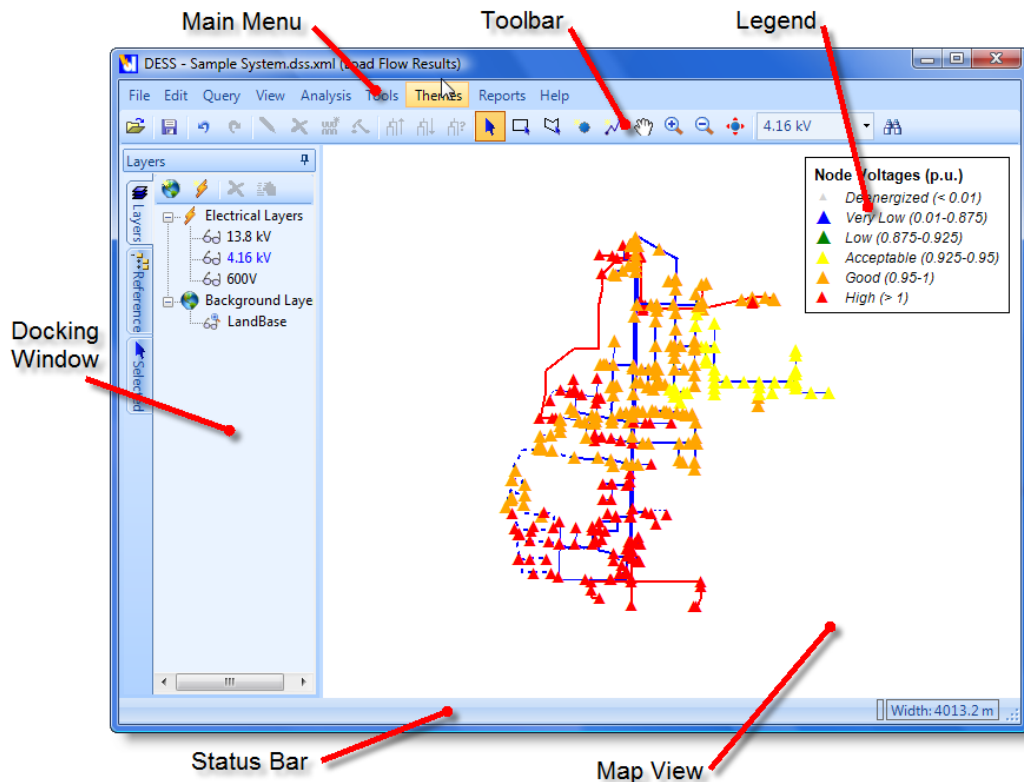 Main Menu Toolbar Legend
DESS - Sample System.dss.xml (Load Flow Results)
File Edit Query View Analysis Tools Themes Reports Help
4.16 kV
Layers
Layers
Reference
Selected
Electrical Layers
13.8 kV
4.16 kV
600V
Background Laye
LandBase
Node Voltages (p.u.)
Deenergized (< 0.01)
Very Low (0.01-0.875)
Low (0.875-0.925)
Acceptable (0.925-0.95)
Good (0.95-1)
High (> 1)
Docking
Window
Width: 4013.2 m
Status Bar
Map View